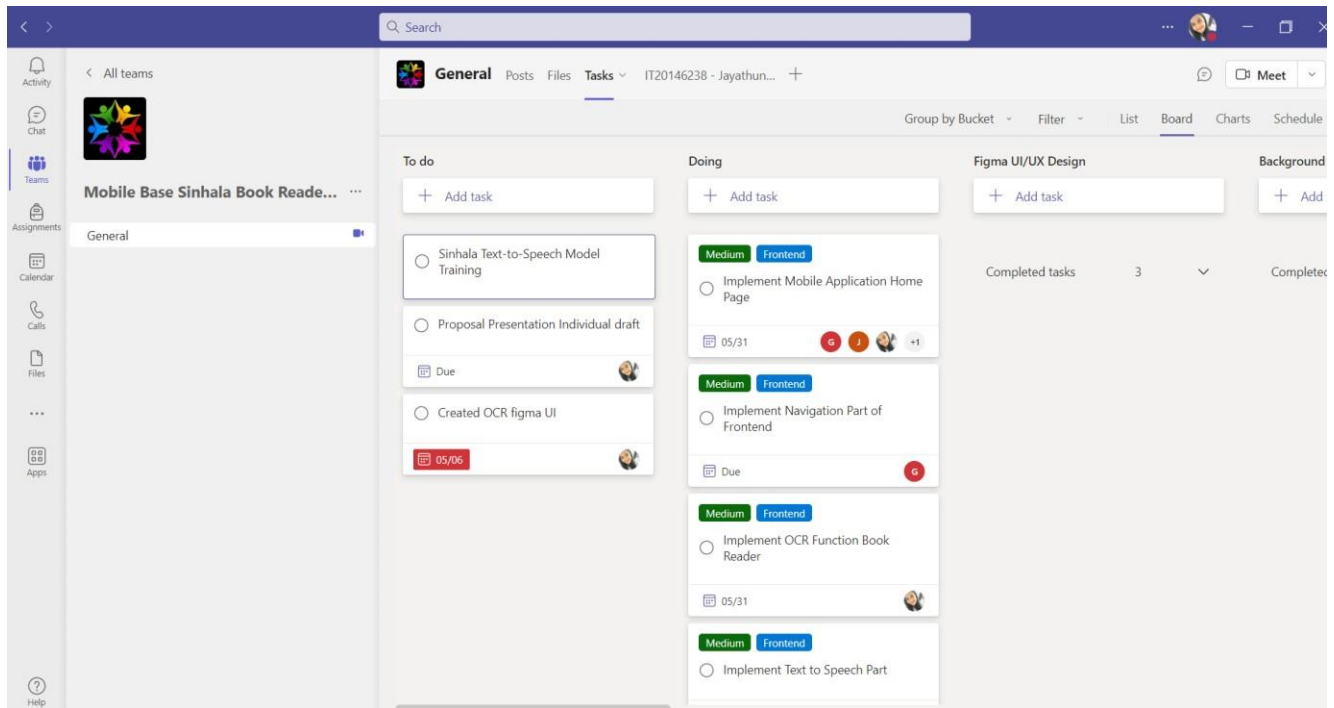 Search
Activity
Chat
Teams
Assignments
Calendar
Calls
Files
Apps
Help
All teams
Mobile Base Sinhala Book Reade...
General
General Posts Files Tasks IT20146238 - Jayathun...
Meet
Group by Bucket Filter List Board Charts Schedule
To do
Add task
Sinhala Text-to-Speech Model
Training
Proposal Presentation Individual draft
Due
Created OCR figma UI
05/06
Doing
Add task
Medium Frontend
Implement Mobile Application Home
Page
05/31 G J +1
Medium Frontend
Implement Navigation Part of
Frontend
Due G
Medium Frontend
Implement OCR Function Book
Reader
05/31
Medium Frontend
Implement Text to Speech Part
Figma UI/UX Design
Add task
Completed tasks 3
Background
Add
Completed